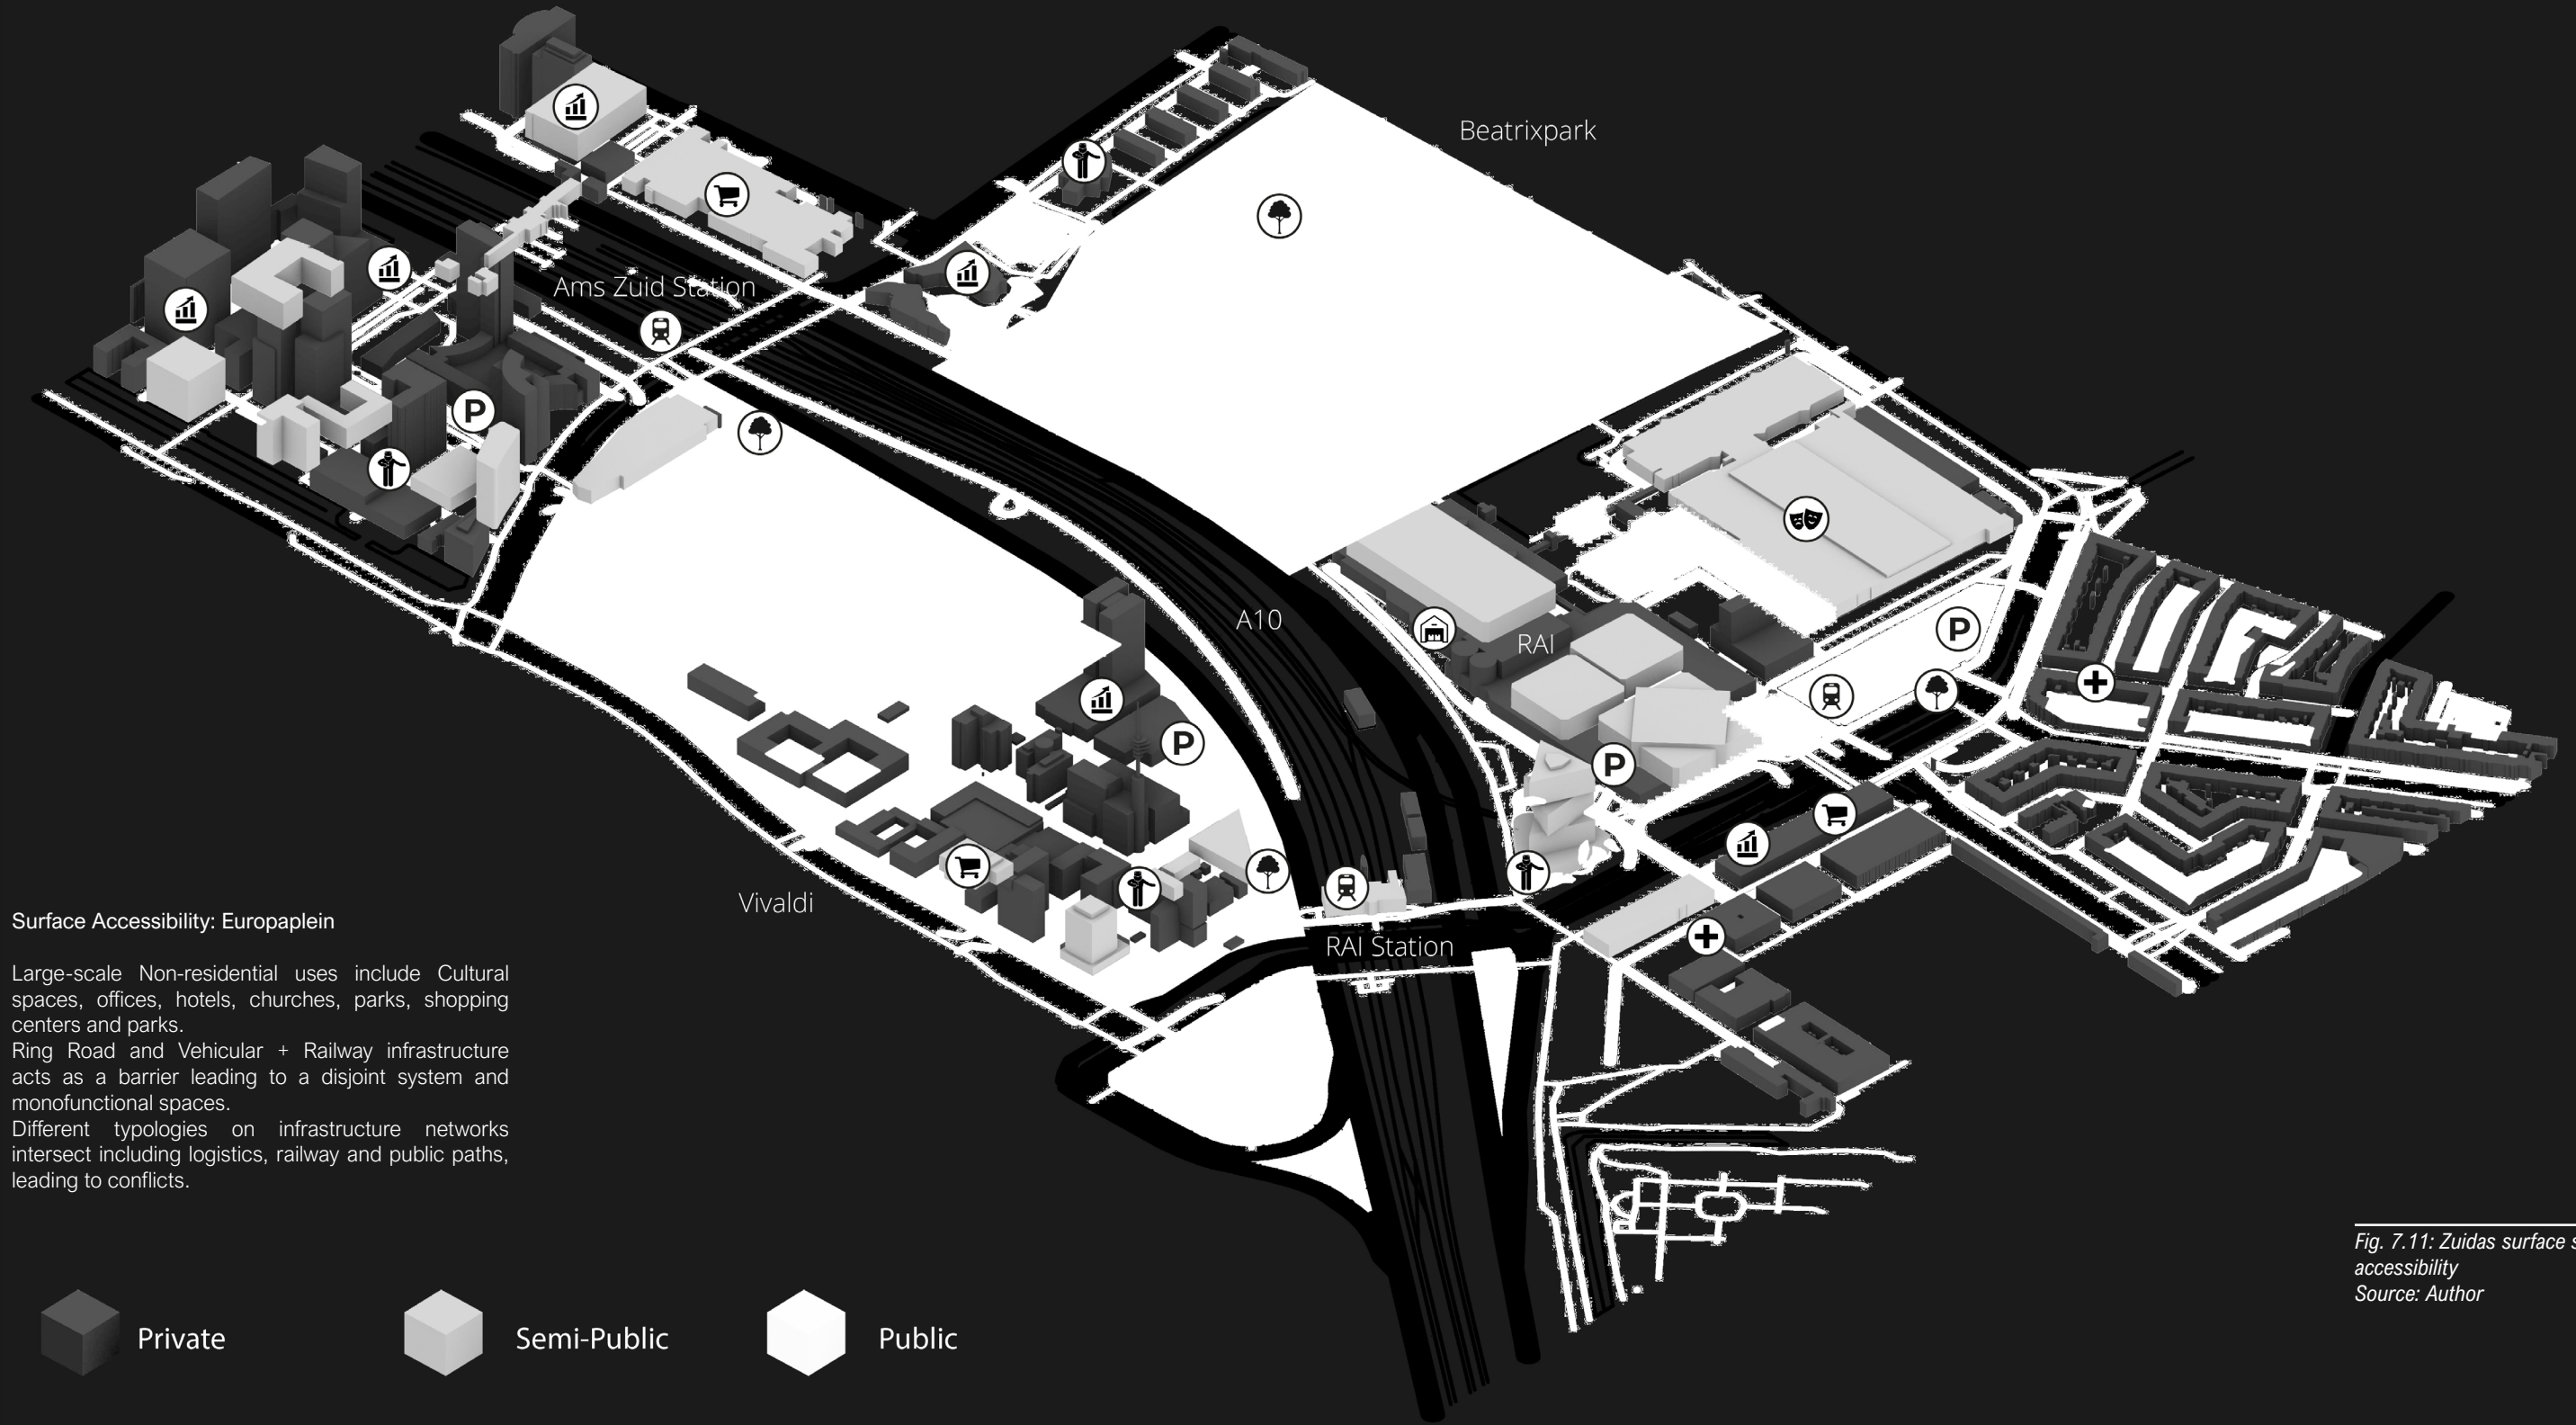 Beatrixpark
Ams Zuid Station
P
A10
P
RAI
P
P
Vivaldi
RAI Station
Surface Accessibility: Europaplein
Large-scale Non-residential uses include Cultural
spaces, offices, hotels, churches, parks, shopping
centers and parks.
Ring Road and Vehicular + Railway infrastructure
acts as a barrier leading to a disjoint system and
monofunctional spaces.
Different typologies on infrastructure networks
intersect including logistics, railway and public paths,
leading to conflicts.
Private
Semi-Public
Public
Fig. 7.11: Zuidas surface
accessibility
Source: Author